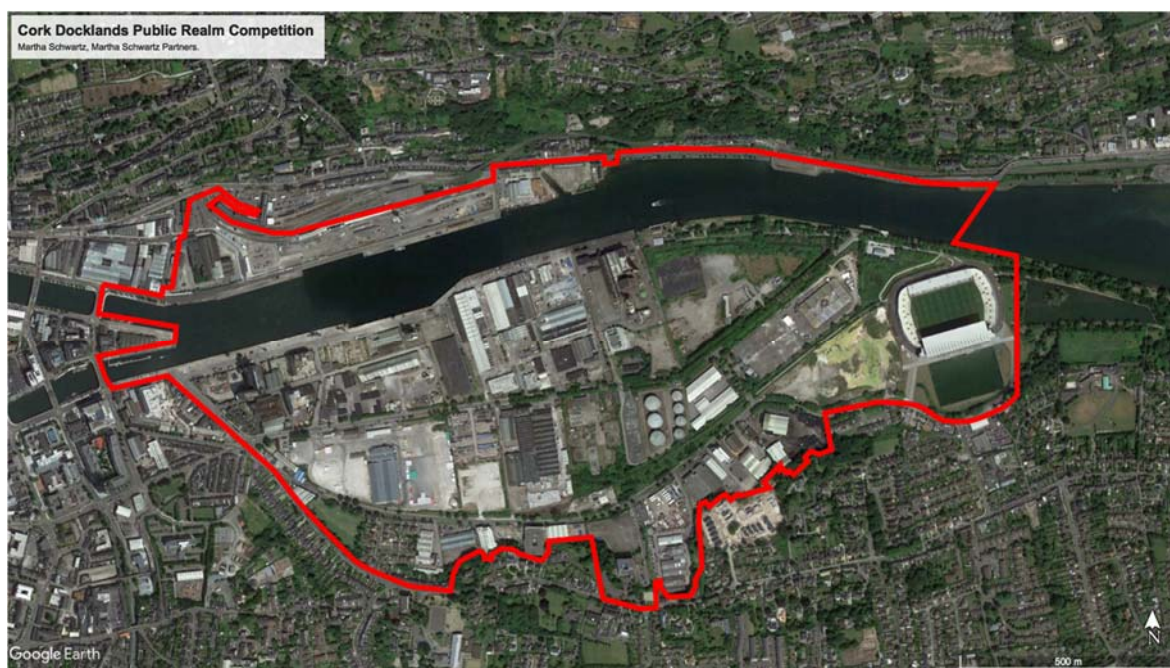 Cork Docklands Public Realm Competition
Martha Schwartz, Martha Schwartz Partners.
Google Earth
500 m
N